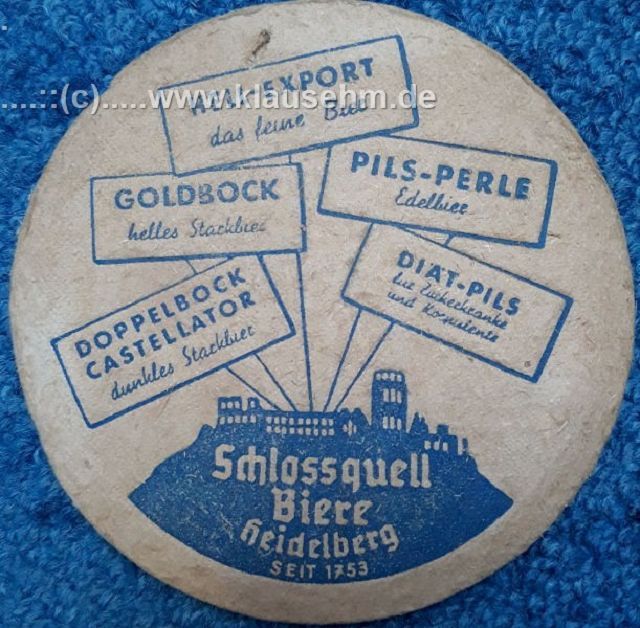 .....::(c).....www.klausehm.de
EXPORT
das feine Bier
GOLDBOCK
helles Starkbier
PILS-PERLE
Edelbier
DOPPELBOCK
CASTELLATOR
dunkles Starkbier
DIÄT-PILS
für Zuckerkranke
und Korpulente
Schlossquell
Biere
Heidelberg
SEIT 1753